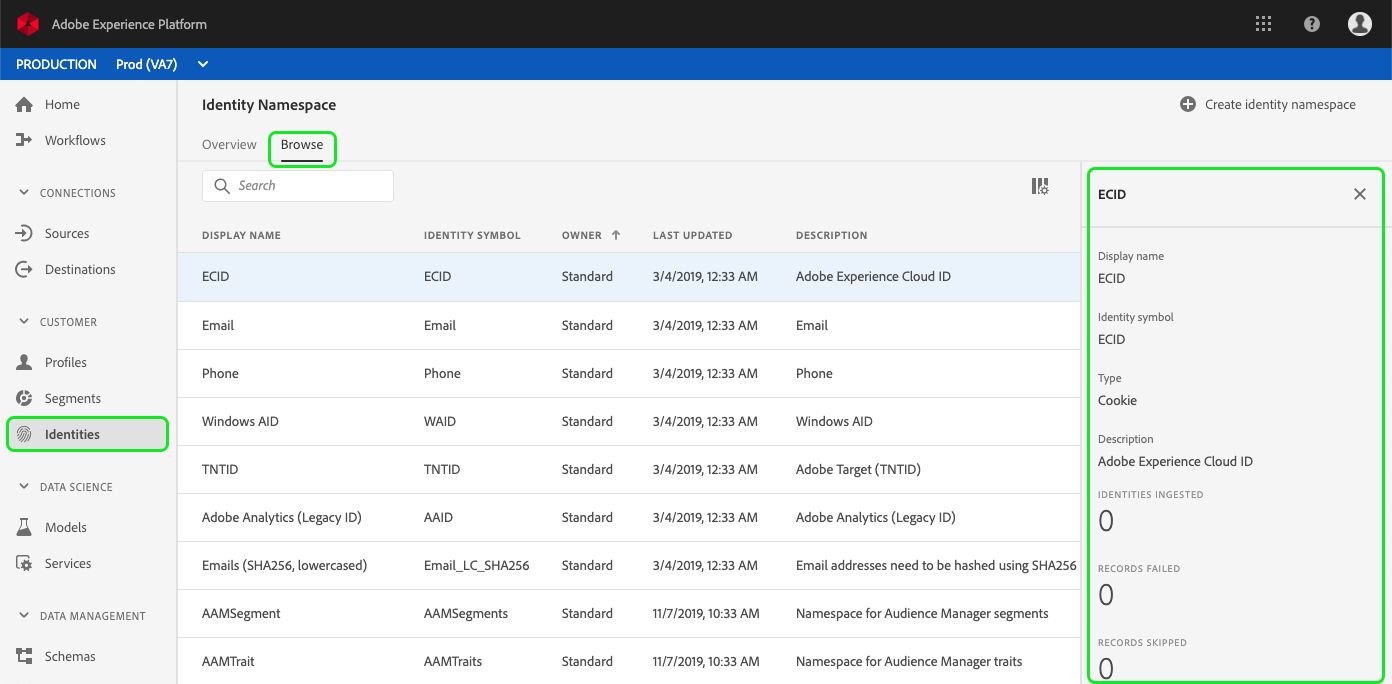 Adobe Experience Platform
PRODUCTION Prod (VA7)
Home
Workflows
CONNECTIONS
Sources
Destinations
CUSTOMER
Profiles
Segments
Identities
DATA SCIENCE
Models
Services
DATA MANAGEMENT
Schemas
Identity Namespace
Create identity namespace
Overview Browse
Search
DISPLAY NAME IDENTITY SYMBOL OWNER LAST UPDATED DESCRIPTION
ECID ECID Standard 3/4/2019, 12:33 AM Adobe Experience Cloud ID
Email Email Standard 3/4/2019, 12:33 AM Email
Phone Phone Standard 3/4/2019, 12:33 AM Phone
Windows AID WAID Standard 3/4/2019, 12:33 AM Windows AID
TNTID TNTID Standard 3/4/2019, 12:33 AM Adobe Target (TNTID)
Adobe Analytics (Legacy ID) AAID Standard 3/4/2019, 12:33 AM Adobe Analytics (Legacy ID)
Emails (SHA256, lowercased) Email_LC_SHA256 Standard 3/4/2019, 12:33 AM Email addresses need to be hashed using SHA256
AAMSegment AAMSegments Standard 11/7/2019, 10:33 AM Namespace for Audience Manager segments
AAMTrait AAMTraits Standard 11/7/2019, 10:33 AM Namespace for Audience Manager traits
ECID
Display name
ECID
Identity symbol
ECID
Type
Cookie
Description
Adobe Experience Cloud ID
IDENTITIES INGESTED
0
RECORDS FAILED
0
RECORDS SKIPPED
0